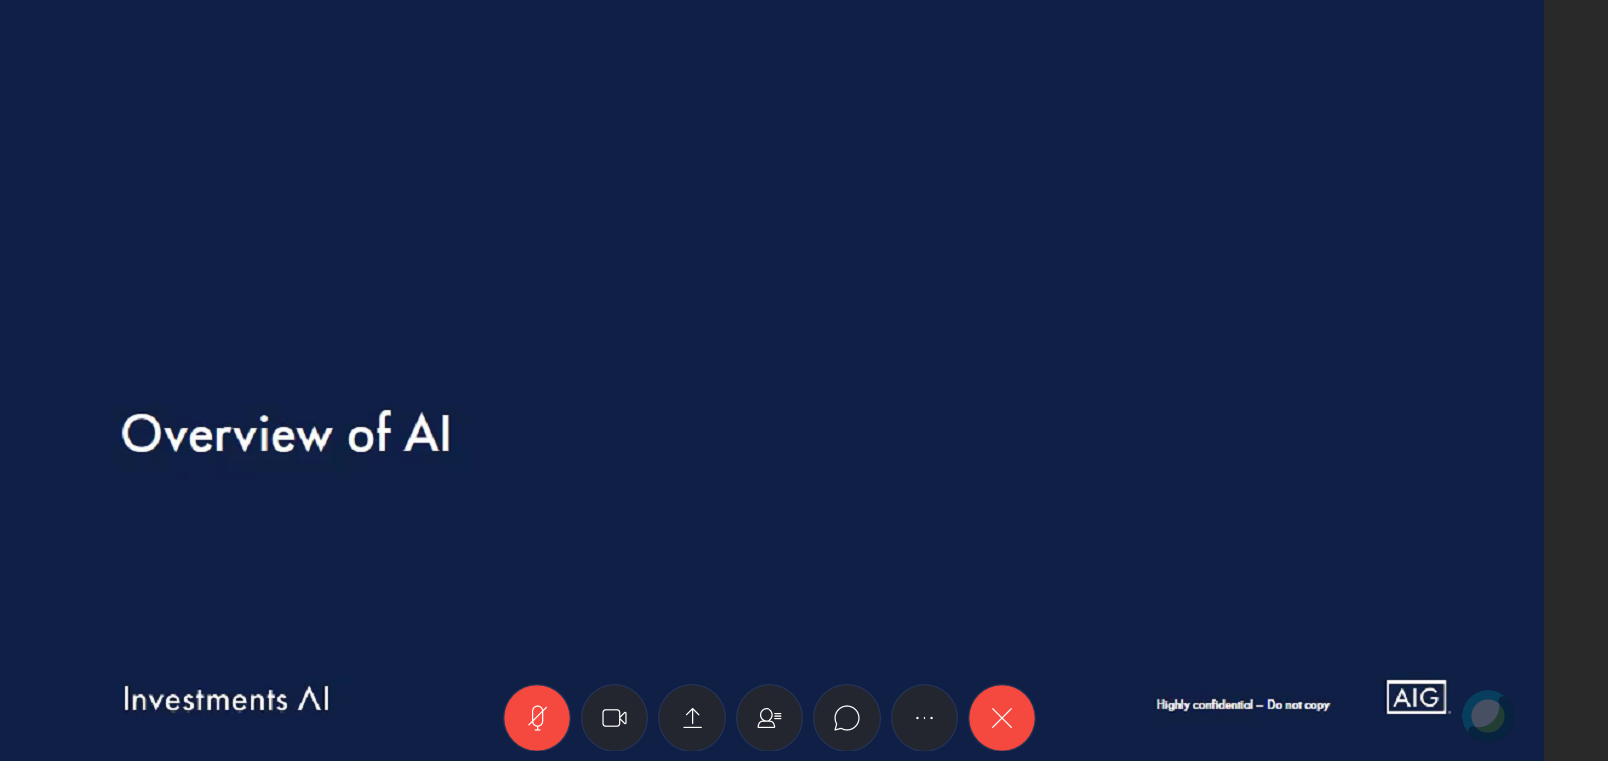 Overview of AI
Investments AI
Highly confidential – Do not copy
AIG